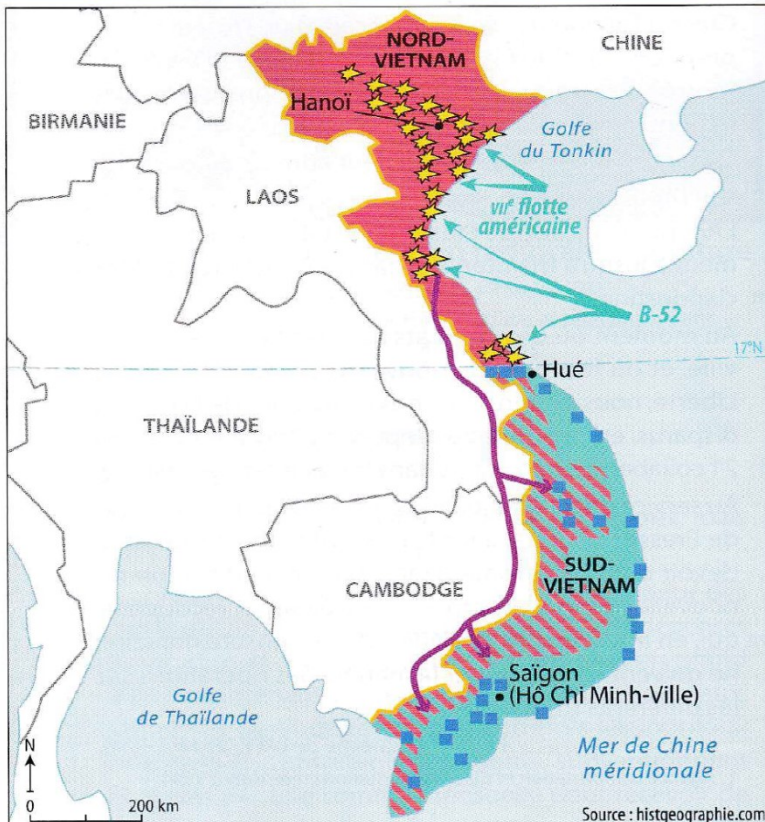 NORD-
VIETNAM
CHINE
Hanoï
BIRMANIE
Golfe
du Tonkin
LAOS
VIIe flotte
américaine
B-52
17°N
Hué
THAÏLANDE
CAMBODGE
SUD-
VIETNAM
Saïgon
(Hô Chi Minh-Ville)
Golfe
de Thaïlande
Mer de Chine
méridionale
N
0 200 km
Source : histgeographie.com